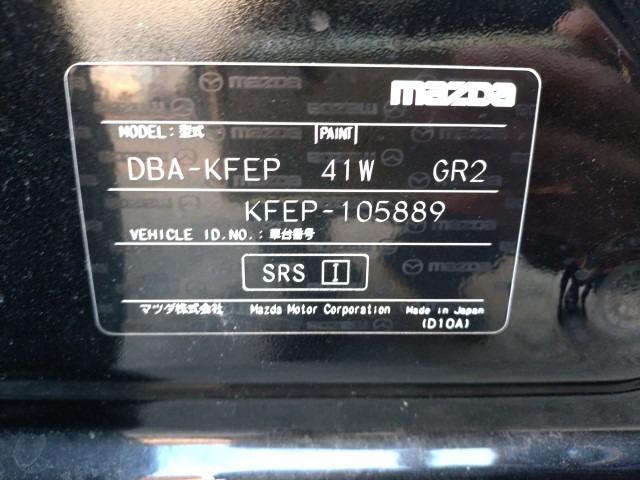 mazda
MODEL: 型式 PAINT
DBA-KFEP 41W GR2
KFEP-105889
VEHICLE ID.NO.: 車台番号
SRS I
マツダ株式会社 Mazda Motor Corporation Made in Japan
(D10A)